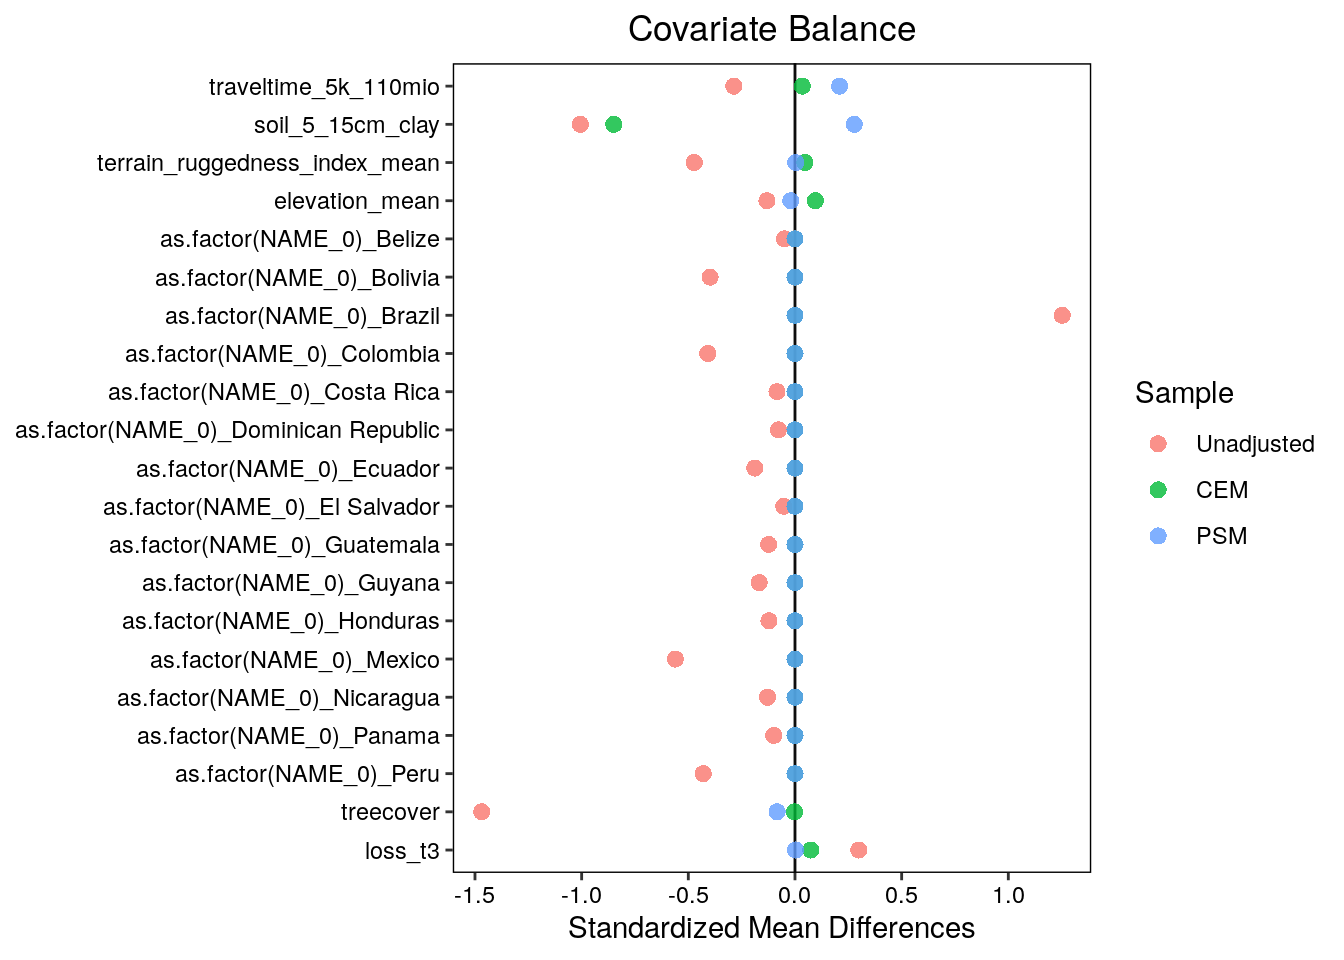 Covariate Balance
traveltime_5k_110mio
soil_5_15cm_clay
terrain_ruggedness_index_mean
elevation_mean
as.factor(NAME_0)_Belize
as.factor(NAME_0)_Bolivia
as.factor(NAME_0)_Brazil
as.factor(NAME_0)_Colombia
as.factor(NAME_0)_Costa Rica
as.factor(NAME_0)_Dominican Republic
as.factor(NAME_0)_Ecuador
as.factor(NAME_0)_El Salvador
as.factor(NAME_0)_Guatemala
as.factor(NAME_0)_Guyana
as.factor(NAME_0)_Honduras
as.factor(NAME_0)_Mexico
as.factor(NAME_0)_Nicaragua
as.factor(NAME_0)_Panama
as.factor(NAME_0)_Peru
treecover
loss_t3
-1.5 -1.0 -0.5 0.0 0.5 1.0
Standardized Mean Differences
Sample
Unadjusted
CEM
PSM